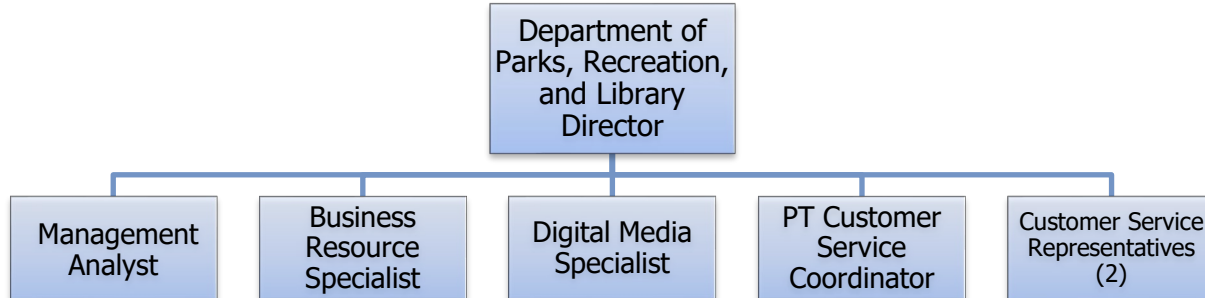 Department of
Parks, Recreation,
and Library
Director
Management
Analyst
Business
Resource
Specialist
Digital Media
Specialist
PT Customer
Service
Coordinator
Customer Service
Representatives
(2)